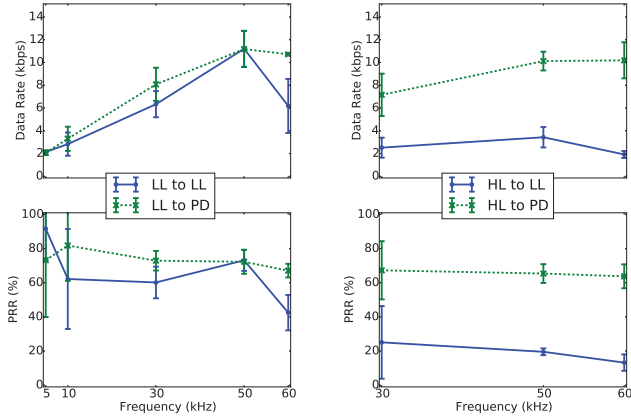 14
12
10
8
6
4
2
0
Data Rate (kbps)
14
12
10
8
6
4
2
0
Data Rate (kbps)
LL to LL
LL to PD
HL to LL
HL to PD
100
80
60
40
20
0
PRR (%)
5 10 30 50 60
Frequency (kHz)
100
80
60
40
20
0
PRR (%)
30 50 60
Frequency (kHz)